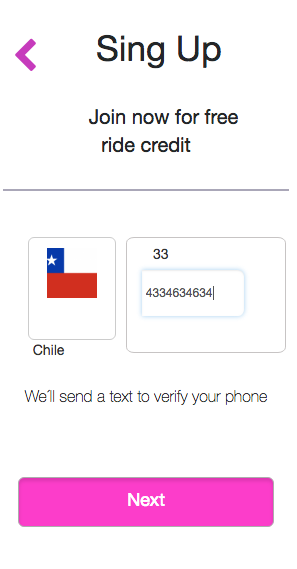 Sing Up
Join now for free
ride credit
33
4334634634
Chile
We´ll send a text to verify your phone
Next